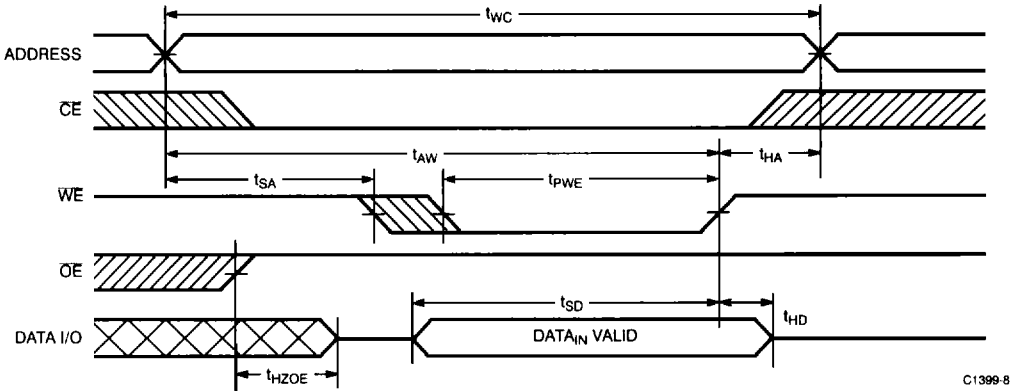 tWC
ADDRESS
CE
tAW
tHA
tSA
tPWE
WE
OE
tSD
tHD
DATA I/O
DATAIN VALID
tHZOE
C1399-8